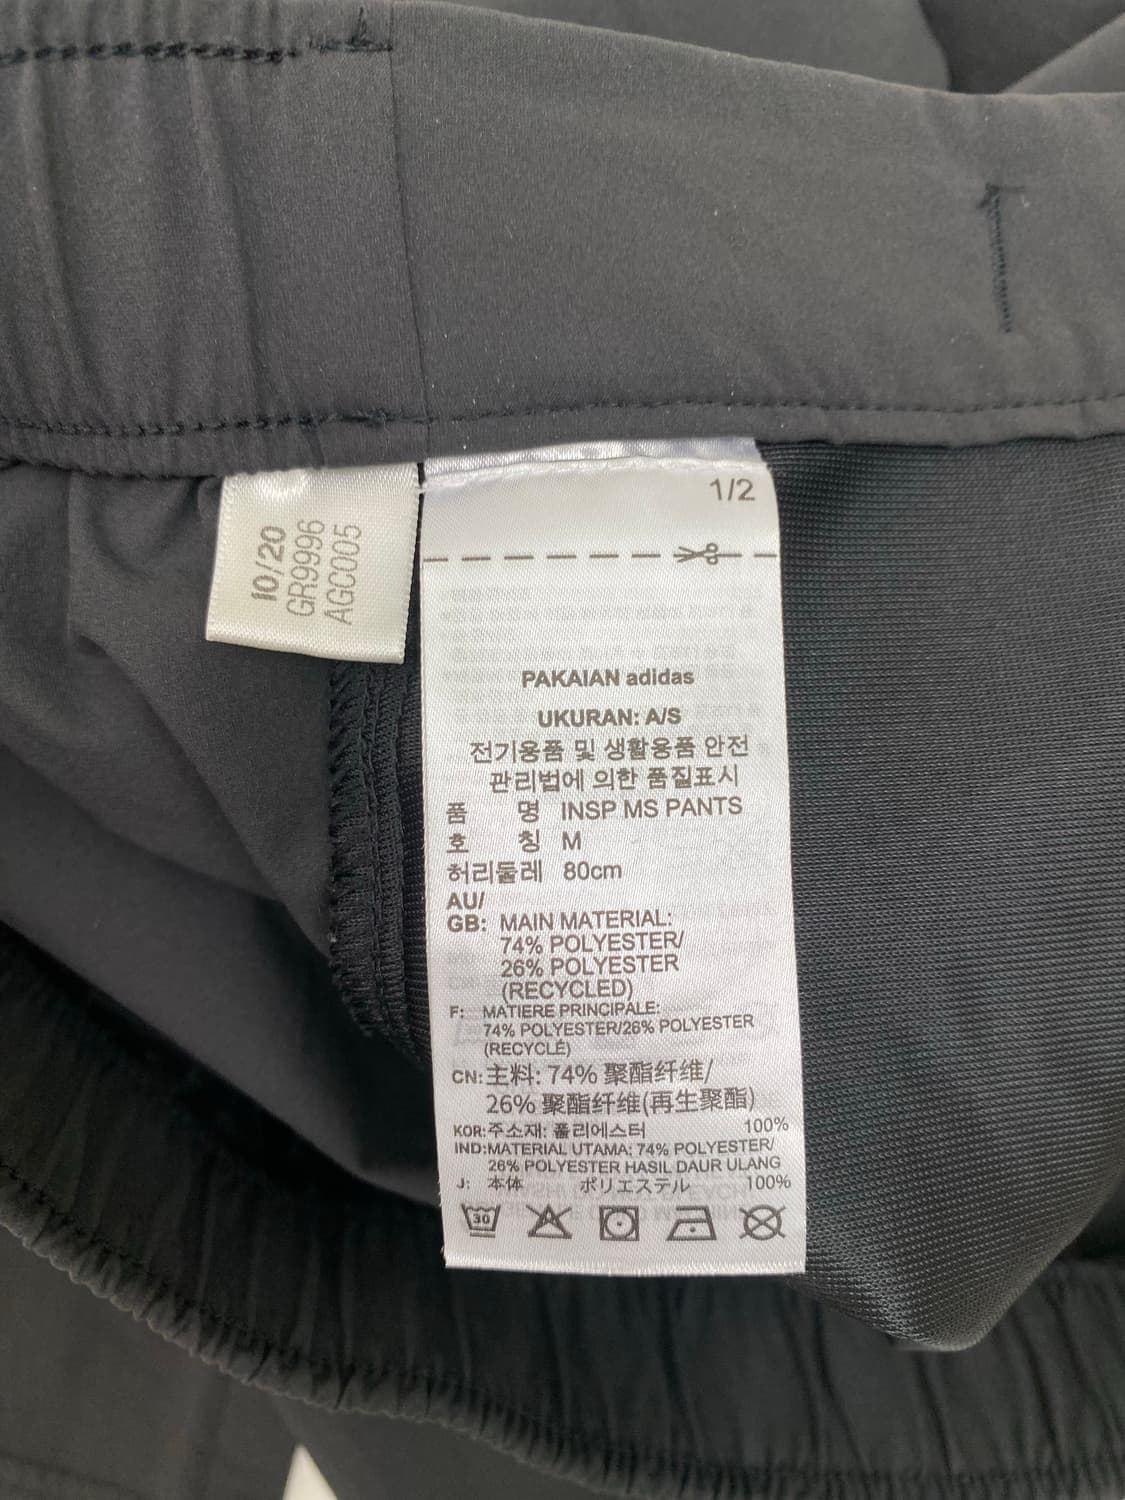 10/20
GR9996
AGC005
1/2
PAKAIAN adidas
UKURAN: A/S
전기용품 및 생활용품 안전
관리법에 의한 품질표시
품 명 INSP MS PANTS
호 칭 M
허리둘레 80cm
AU/
GB: MAIN MATERIAL:
74% POLYESTER/
26% POLYESTER
(RECYCLED)
F: MATIERE PRINCIPALE:
74% POLYESTER/26% POLYESTER
(RECYCLÉ)
CN: 主料: 74% 聚酯纤维/
26% 聚酯纤维(再生聚酯)
KOR: 주소재: 폴리에스터 100%
IND: MATERIAL UTAMA: 74% POLYESTER/
26% POLYESTER HASIL DAUR ULANG
J: 本体 ポリエステル 100%
30